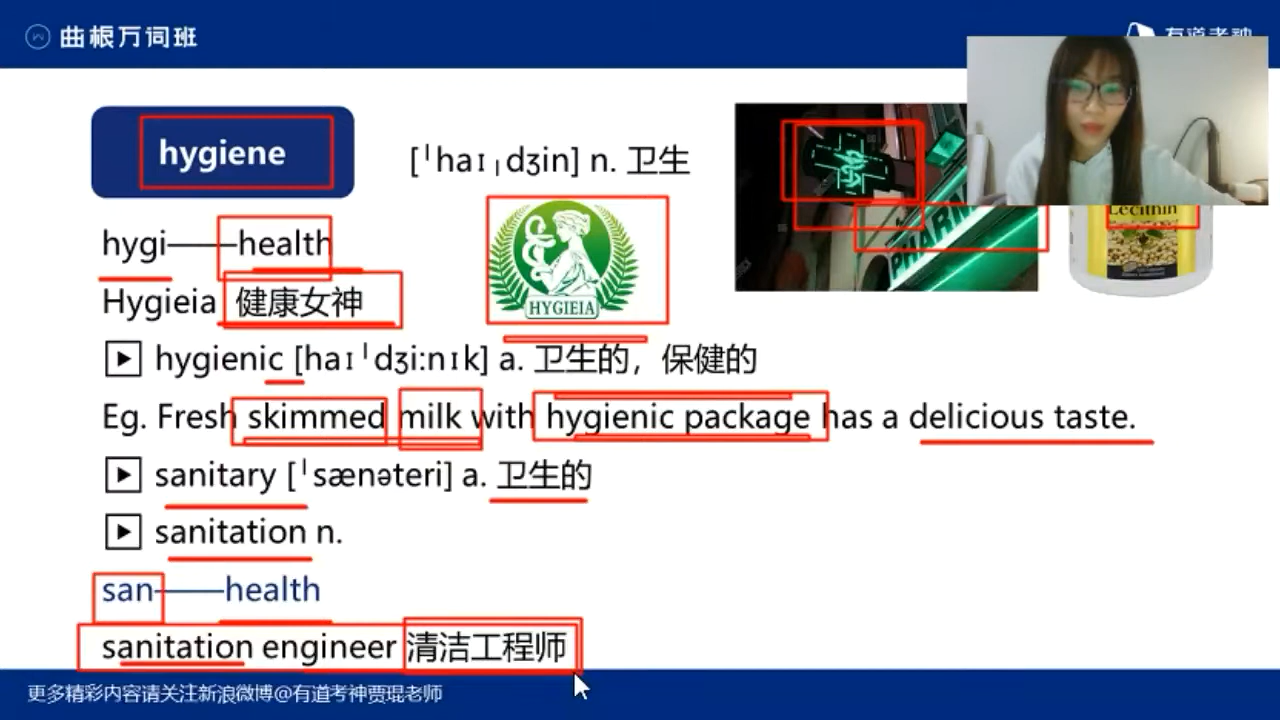 曲根万词班
有道考神
hygiene
[ˈhaɪˌdʒin] n. 卫生
hygi——health
Hygieia 健康女神
HYGIEIA
PHARM
Lecithin
hygienic [haɪˈdʒi:nɪk] a. 卫生的，保健的
Eg. Fresh skimmed milk with hygienic package has a delicious taste.
sanitary [ˈsænəteri] a. 卫生的
sanitation n.
san——health
sanitation engineer 清洁工程师
更多精彩内容请关注新浪微博@有道考神贾琨老师